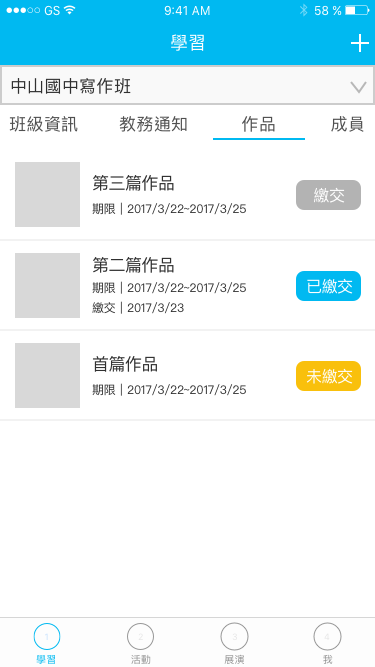 GS 9:41 AM 58 %
學習
中山國中寫作班
班級資訊 教務通知 作品 成員
第三篇作品
期限｜2017/3/22~2017/3/25
繳交
第二篇作品
期限｜2017/3/22~2017/3/25
繳交｜2017/3/23
已繳交
首篇作品
期限｜2017/3/22~2017/3/25
未繳交
1 2 3 4
學習 活動 展演 我